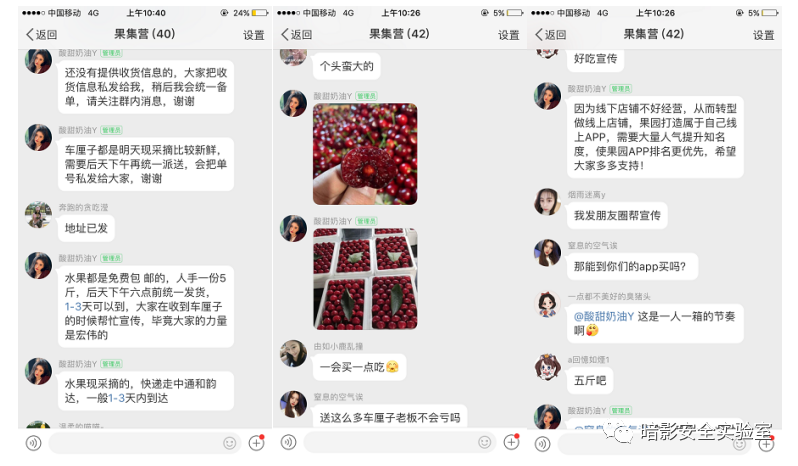 中国移动 4G 上午10:40 24%
返回 果集营 (40) 设置
酸甜奶油Y 管理员
还没有提供收货信息的，大家把收
货信息私发给我，稍后我会统一备
单，请关注群内消息，谢谢
酸甜奶油Y 管理员
车厘子都是明天现采摘比较新鲜，
需要后天下午再统一派送，会把单
号私发给大家，谢谢
奔跑的贪吃滢
地址已发
酸甜奶油Y 管理员
水果都是免费包 邮的，人手一份5
斤，后天下午六点前统一发货，
1-3天可以到，大家在收到车厘子
的时候帮忙宣传，毕竟大家的力量
是宏伟的
酸甜奶油Y 管理员
水果现采摘的，快递走中通和韵
达，一般1-3天内到达
中国移动 4G 上午10:26 5%
返回 果集营 (42) 设置
个头蛮大的
酸甜奶油Y 管理员
酸甜奶油Y 管理员
由如小鹿乱撞
一会买一点吃
窒息的空气诶
送这么多车厘子老板不会亏吗
中国移动 4G 上午10:26 5%
返回 果集营 (42) 设置
好吃宣传
酸甜奶油Y 管理员
因为线下店铺不好经营，从而转型
做线上店铺，果园打造属于自己线
上APP，需要大量人气提升知名
度，使果园APP排名更优先，希望
大家多多支持！
烟雨迷离y
我发朋友圈帮宣传
窒息的空气诶
那能到你们的app买吗?
一点都不美好的臭猪头
@酸甜奶油Y 这是一人一箱的节奏
啊
a回憶如煙1
五斤吧
酸甜奶油Y 管理员
暗影安全实验室